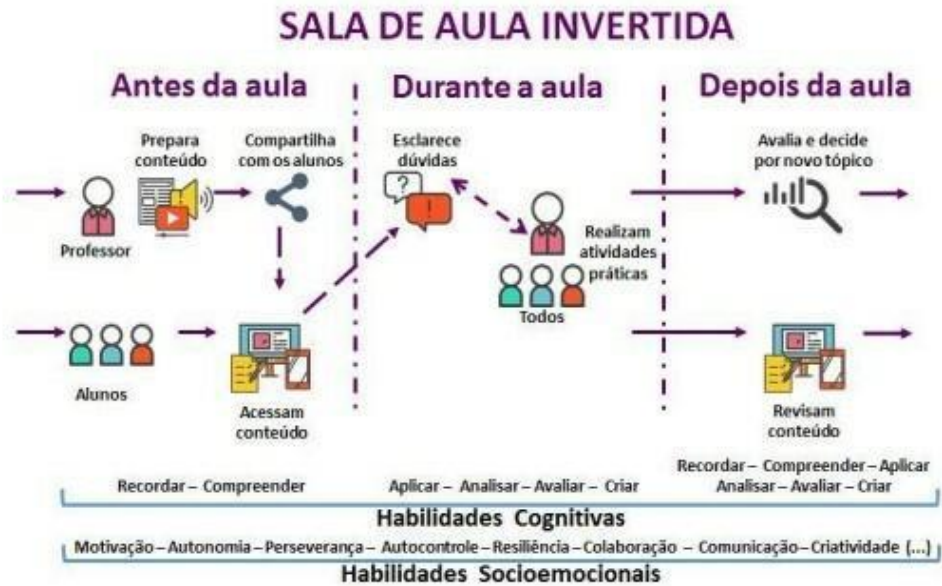 SALA DE AULA INVERTIDA
Antes da aula
Durante a aula
Depois da aula
Prepara
conteúdo
Compartilha
com os alunos
Professor
Alunos
Acessam
conteúdo
Esclarece
dúvidas
Realizam
atividades
práticas
Todos
Avalia e decide
por novo tópico
Revisam
conteúdo
Recordar – Compreender
Aplicar – Analisar – Avaliar – Criar
Recordar – Compreender – Aplicar
Analisar – Avaliar – Criar
Habilidades Cognitivas
Motivação – Autonomia – Perseverança – Autocontrole – Resiliência – Colaboração – Comunicação – Criatividade (...)
Habilidades Socioemocionais